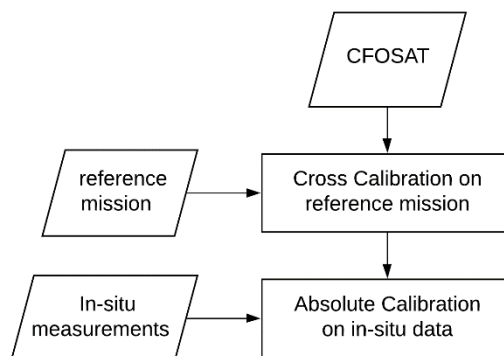 CFOSAT
reference
mission
Cross Calibration on
reference mission
In-situ
measurements
Absolute Calibration
on in-situ data